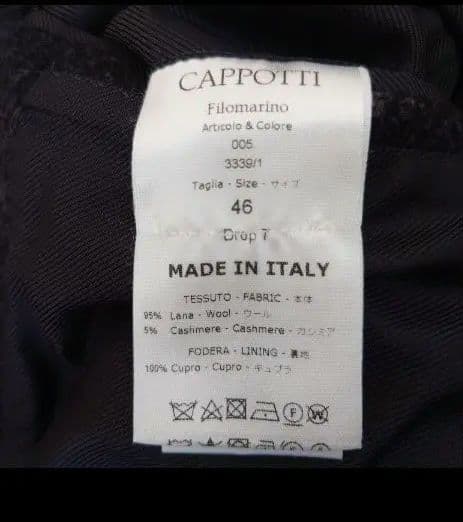 CAPPOTTI
Filomarino
Articolo & Colore
005
3339/1
Taglia - Size - サイズ
46
Drop 7
MADE IN ITALY
TESSUTO - FABRIC - 本体
95% Lana - Wool - ウール
5% Cashmere - Cashmere - カシミア
FODERA - LINING - 裏地
100% Cupro - Cupro - キュプラ
F W